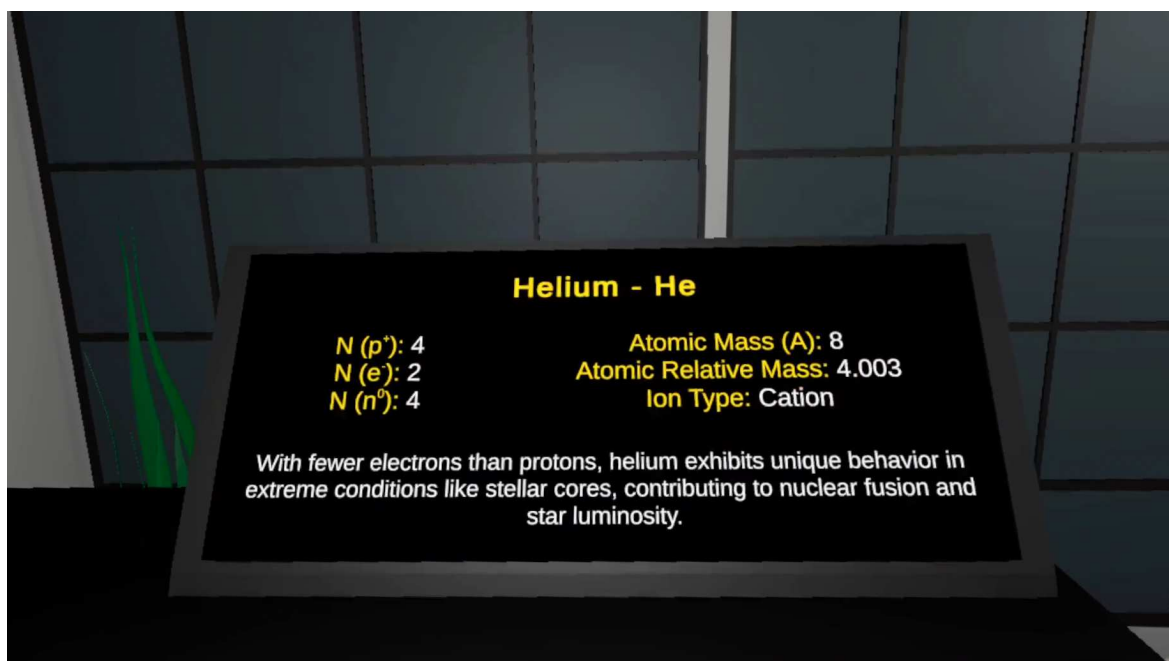 Helium - He
N (p⁺): 4
N (e⁻): 2
N (n⁰): 4
Atomic Mass (A): 8
Atomic Relative Mass: 4.003
Ion Type: Cation
With fewer electrons than protons, helium exhibits unique behavior in
extreme conditions like stellar cores, contributing to nuclear fusion and
star luminosity.